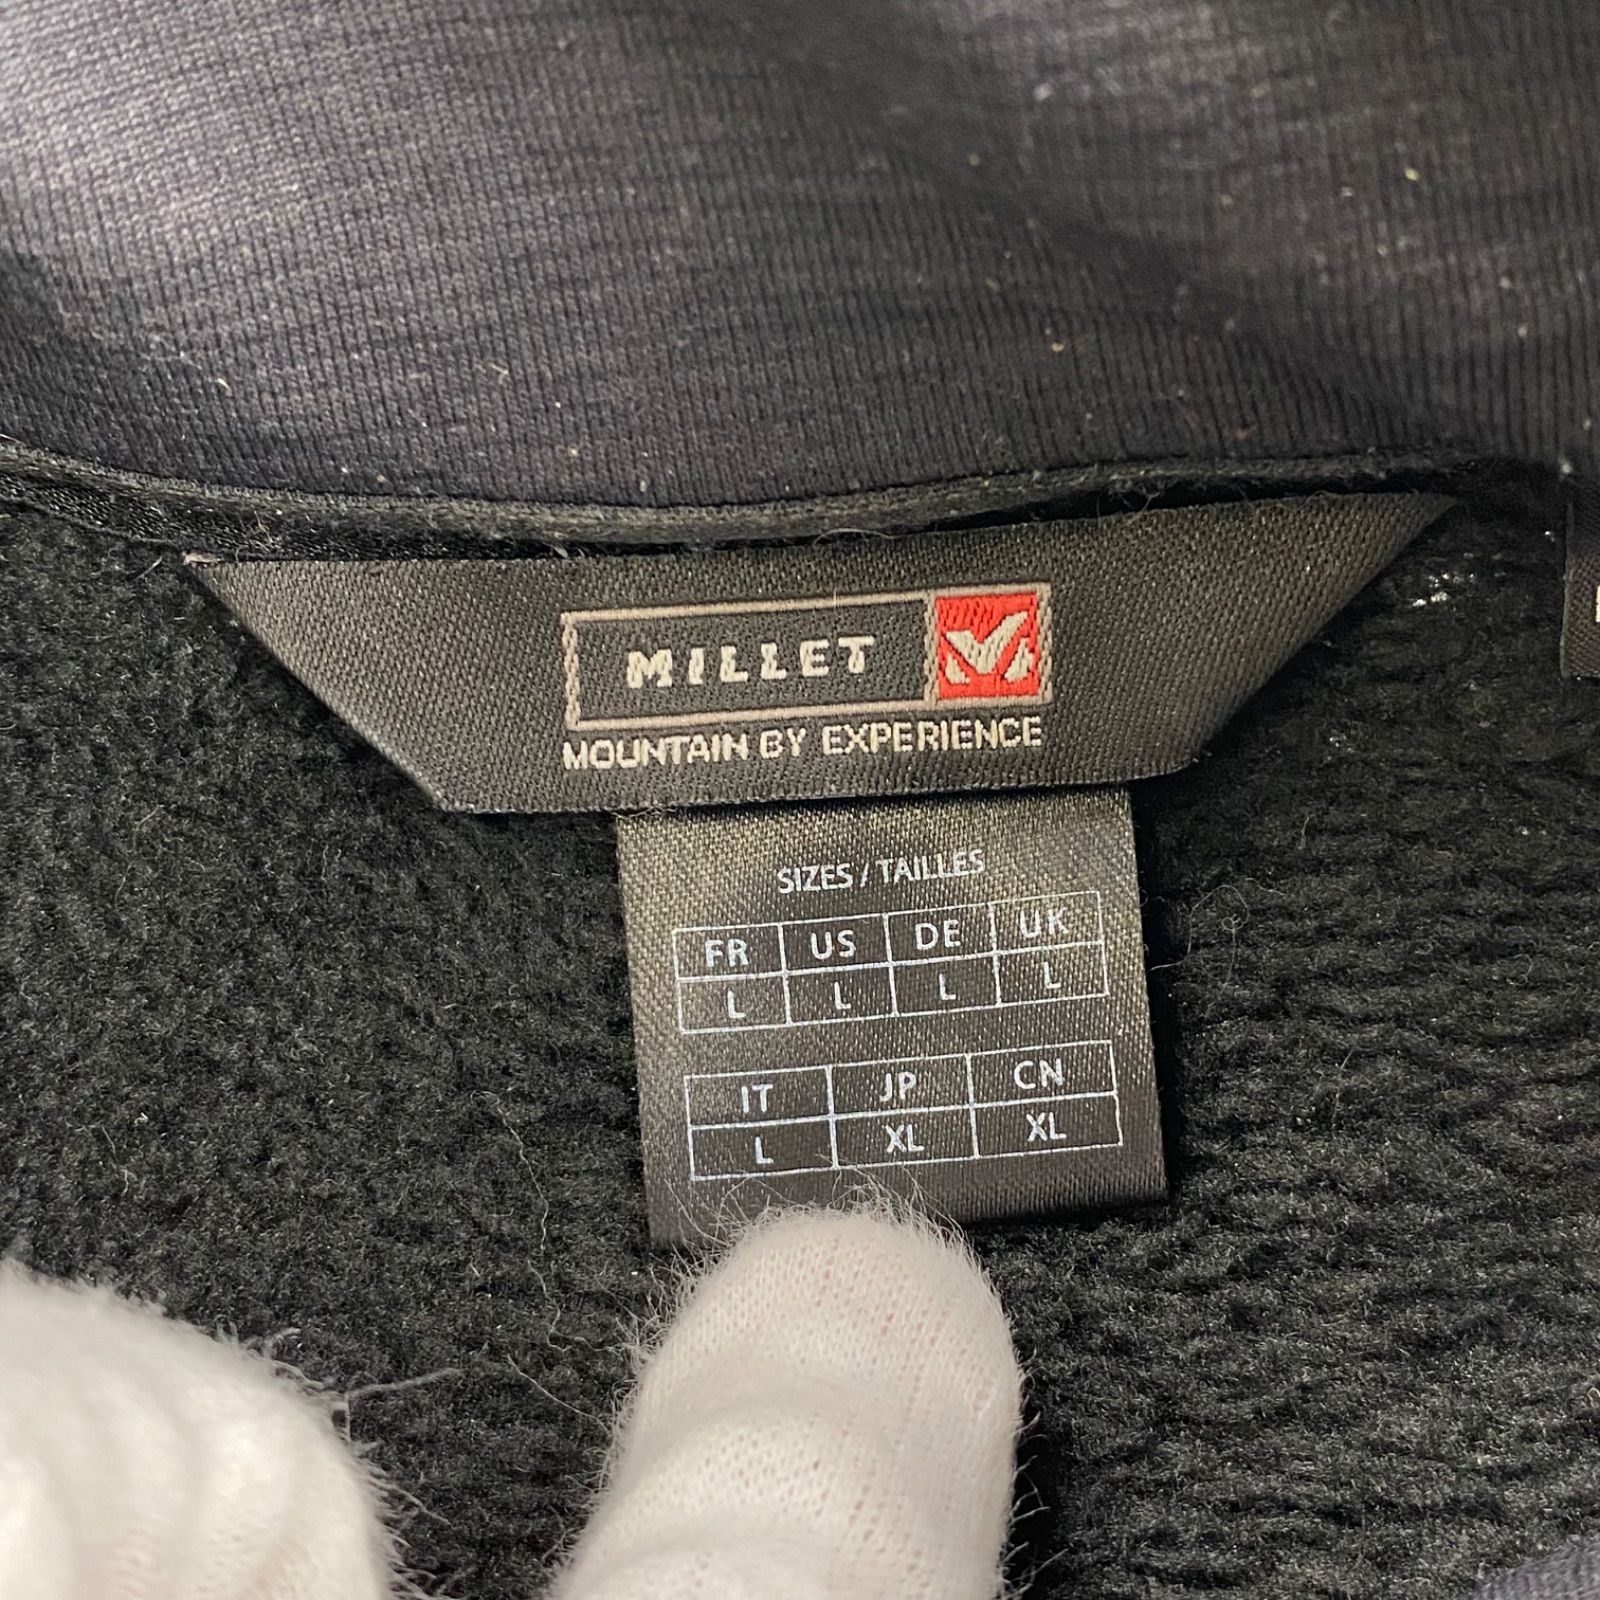 MILLET
MOUNTAIN BY EXPERIENCE
SIZES / TAILLES
FR US DE UK
L L L L
IT JP CN
L XL XL